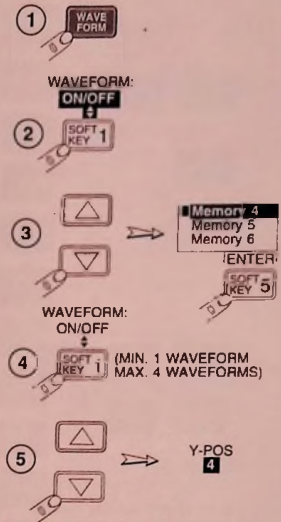 1 WAVE
FORM
WAVEFORM:
ON/OFF
2 SOFT
KEY 1
3 Memory 4
Memory 5
Memory 6
ENTER
SOFT
KEY 5
WAVEFORM:
ON/OFF
4 SOFT
KEY 1 (MIN. 1 WAVEFORM
MAX. 4 WAVEFORMS)
5 Y-POS
4